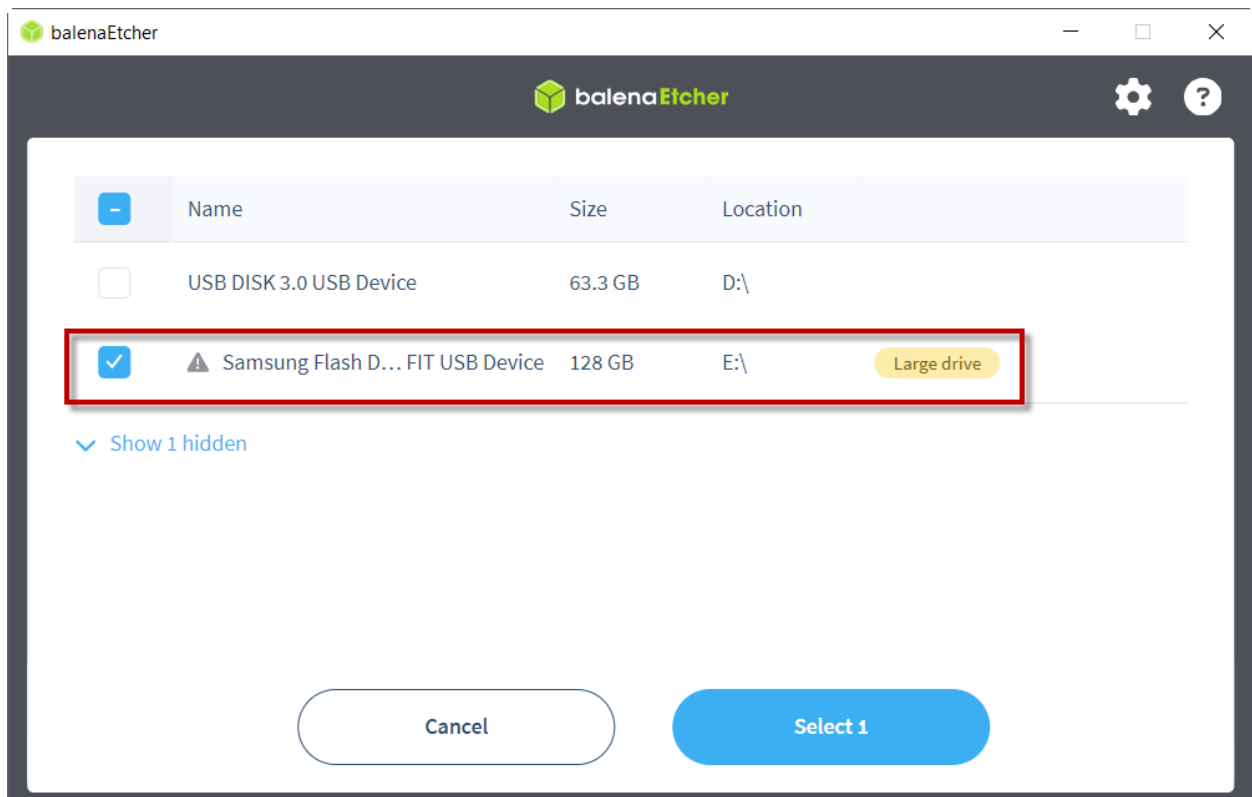 balenaEtcher
balenaEtcher
Name Size Location
USB DISK 3.0 USB Device 63.3 GB D:\
Samsung Flash D... FIT USB Device 128 GB E:\ Large drive
Show 1 hidden
Cancel Select 1